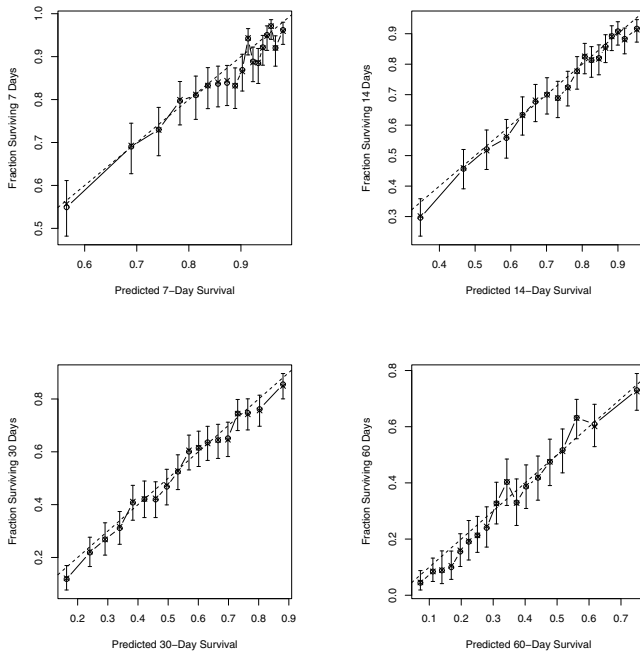 1.0
0.9
0.8
0.7
0.6
0.5
Fraction Surviving 7 Days
0.6 0.7 0.8 0.9
Predicted 7−Day Survival
0.9
0.8
0.7
0.6
0.5
0.4
0.3
Fraction Surviving 14 Days
0.4 0.5 0.6 0.7 0.8 0.9
Predicted 14−Day Survival
0.8
0.6
0.4
0.2
Fraction Surviving 30 Days
0.2 0.3 0.4 0.5 0.6 0.7 0.8 0.9
Predicted 30−Day Survival
0.8
0.6
0.4
0.2
0.0
Fraction Surviving 60 Days
0.1 0.2 0.3 0.4 0.5 0.6 0.7
Predicted 60−Day Survival